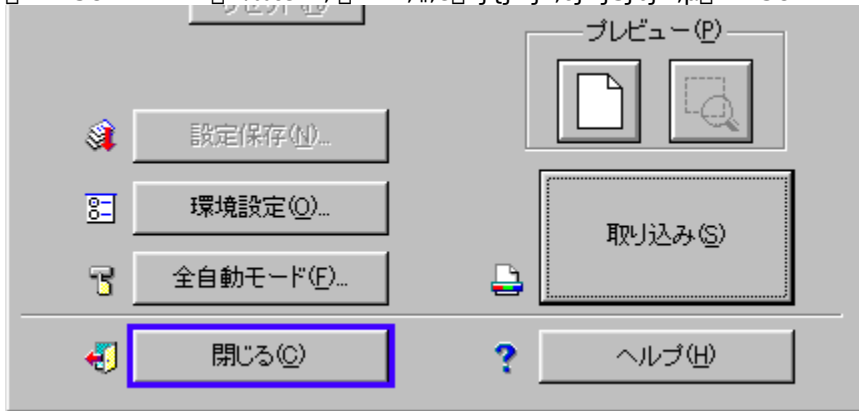 プレビュー(P)
設定保存(N)...
環境設定(O)...
取り込み(S)
全自動モード(F)...
閉じる(C)
ヘルプ(H)